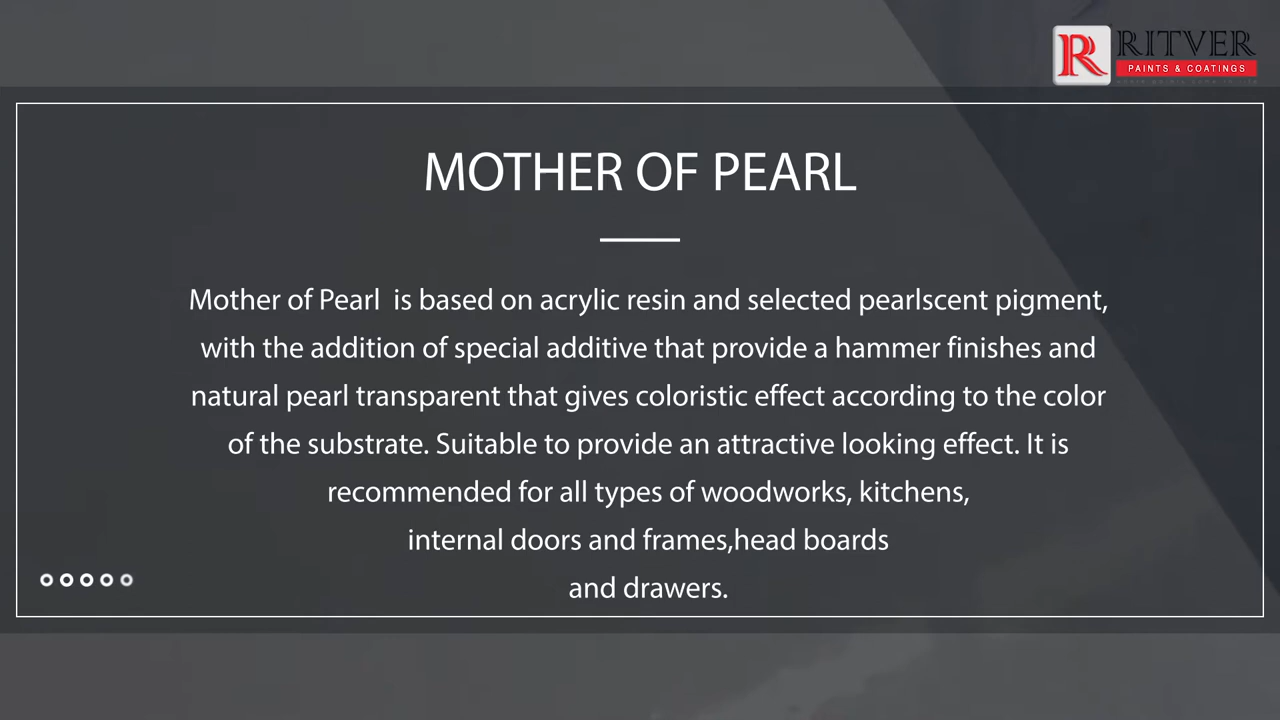 RITVER
PAINTS & COATINGS
MOTHER OF PEARL
Mother of Pearl  is based on acrylic resin and selected pearlscent pigment,
with the addition of special additive that provide a hammer finishes and
natural pearl transparent that gives coloristic effect according to the color
of the substrate. Suitable to provide an attractive looking effect. It is
recommended for all types of woodworks, kitchens,
internal doors and frames,head boards
and drawers.